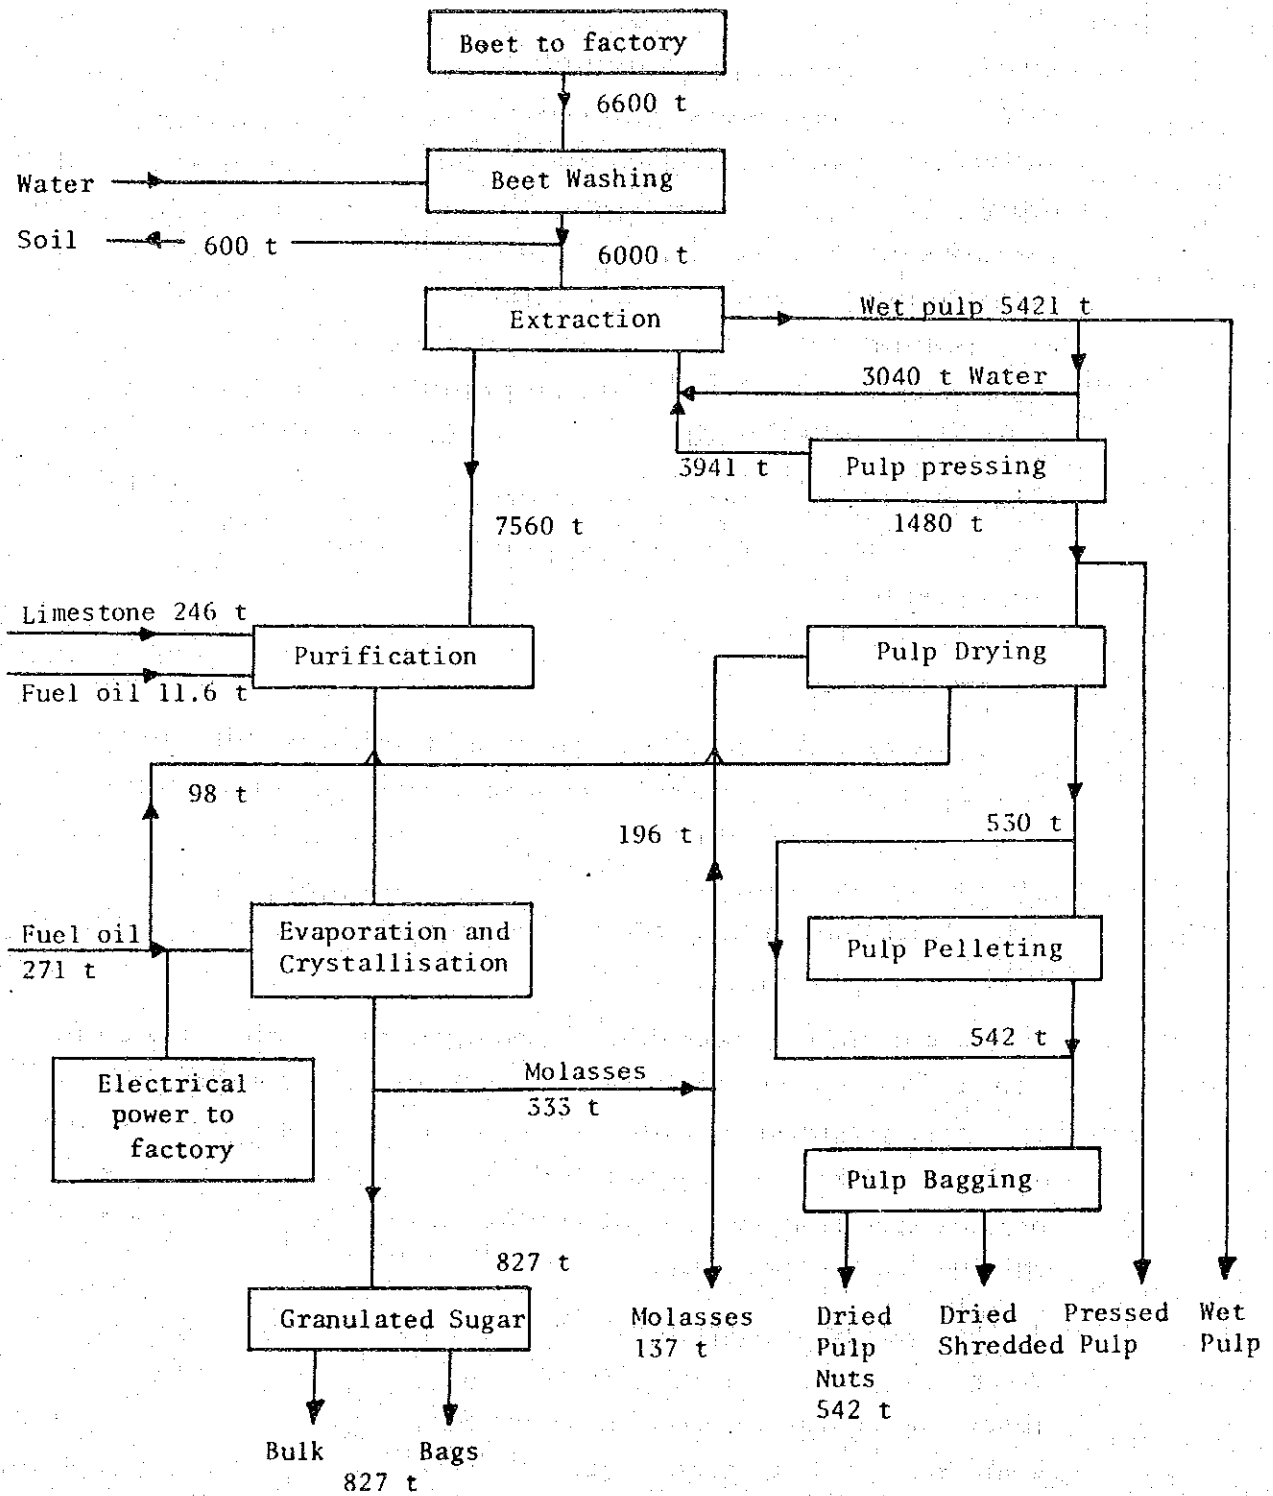 Beet to factory
6600 t
Water
Beet Washing
Soil
600 t
6000 t
Extraction
Wet pulp 5421 t
3040 t Water
3941 t
Pulp pressing
1480 t
7560 t
Limestone 246 t
Fuel oil 11.6 t
Purification
Pulp Drying
98 t
196 t
530 t
Fuel oil
271 t
Evaporation and
Crystallisation
Pulp Pelleting
542 t
Electrical
power to
factory
Molasses
333 t
Pulp Bagging
827 t
Granulated Sugar
Molasses
137 t
Dried
Pulp
Nuts
542 t
Dried
Shredded
Pressed
Pulp
Wet
Pulp
Bulk
Bags
827 t